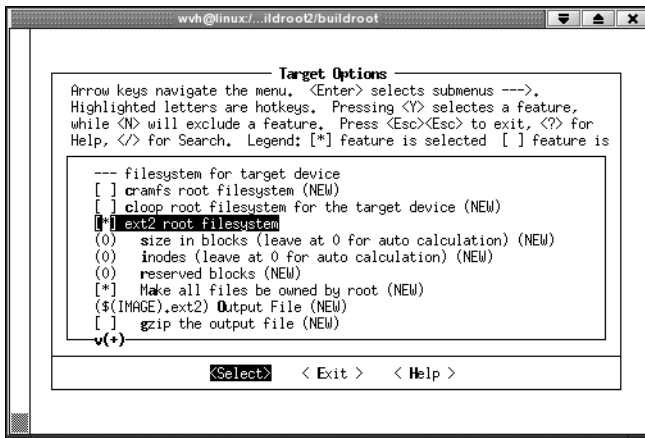 wvh@linux:/...ildroot2/buildroot
Target Options
Arrow keys navigate the menu. <Enter> selects submenus --->.
Highlighted letters are hotkeys. Pressing <Y> selectes a feature,
while <N> will exclude a feature. Press <Esc><Esc> to exit, <?> for
Help, </> for Search. Legend: [*] feature is selected [ ] feature is
--- filesystem for target device
[ ] cramfs root filesystem (NEW)
[ ] cloop root filesystem for the target device (NEW)
[*] ext2 root filesystem
(0) size in blocks (leave at 0 for auto calculation) (NEW)
(0) inodes (leave at 0 for auto calculation) (NEW)
(0) reserved blocks (NEW)
[*] Make all files be owned by root (NEW)
($(IMAGE).ext2) Output File (NEW)
[ ] gzip the output file (NEW)
v(+)
<Select> < Exit > < Help >